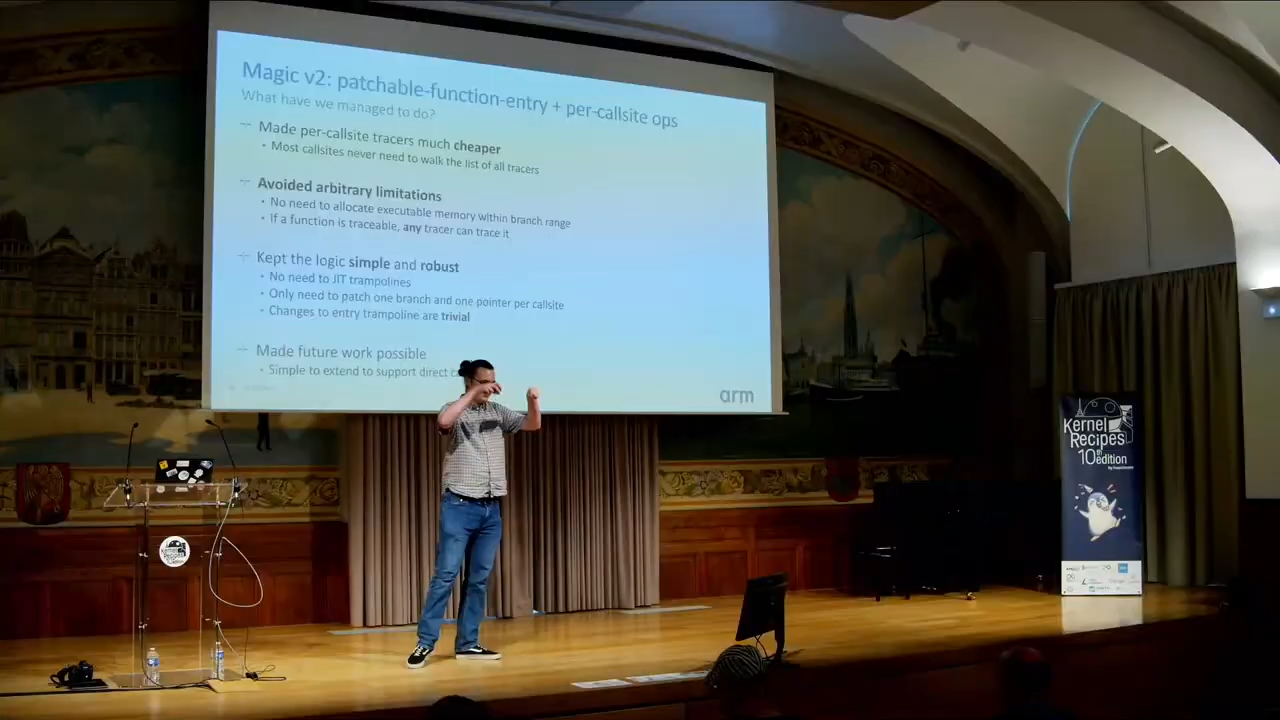 Magic v2: patchable-function-entry + per-callsite ops
What have we managed to do?
— Made per-callsite tracers much cheaper
• Most callsites never need to walk the list of all tracers
— Avoided arbitrary limitations
• No need to allocate executable memory within branch range
• If a function is traceable, any tracer can trace it
— Kept the logic simple and robust
• No need to JIT trampolines
• Only need to patch one branch and one pointer per callsite
• Changes to entry trampoline are trivial
— Made future work possible
• Simple to extend to support direct
arm
Kernel
Recipes
10th edition
Kernel
Recipes